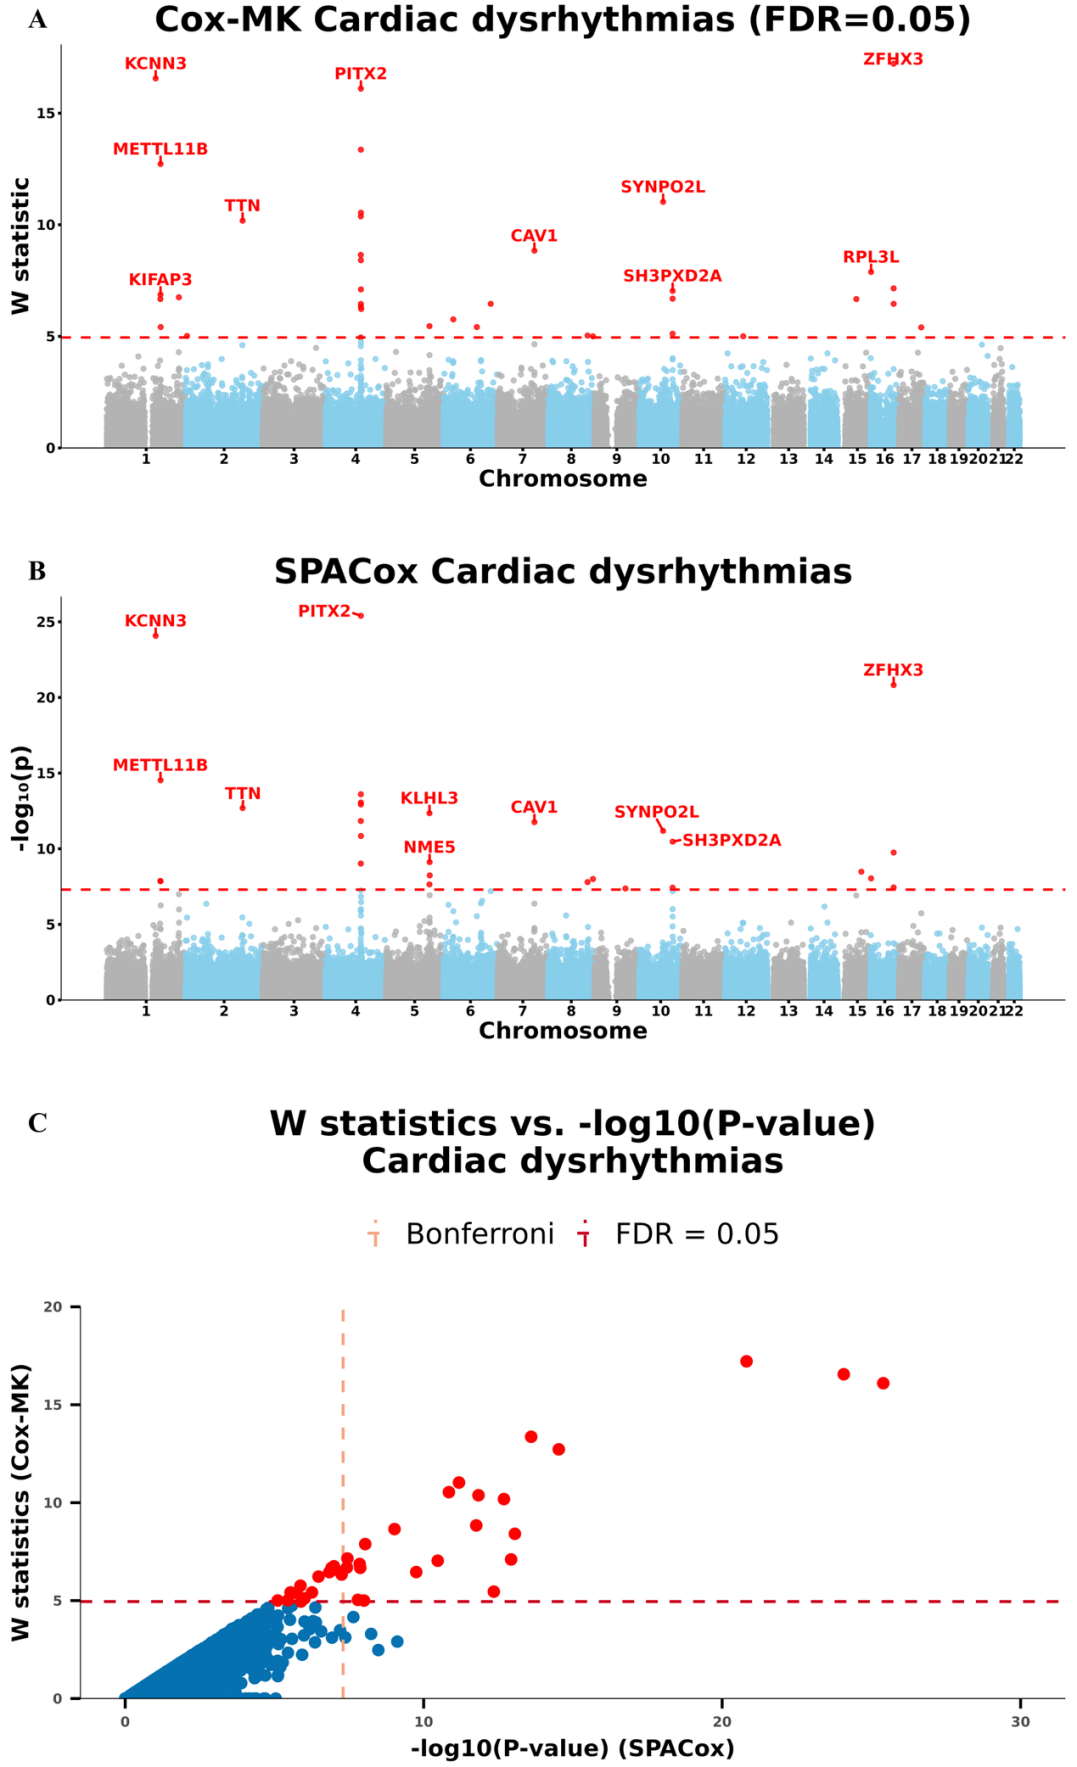 A
Cox-MK Cardiac dysrhythmias (FDR=0.05)
KCNN3
PITX2
ZFHX3
METTL11B
SYNPO2L
TTN
CAV1
RPL3L
KIFAP3
SH3PXD2A
W statistic
15
10
5
0
1 2 3 4 5 6 7 8 9 10 11 12 13 14 15 16 17 18 19 20 21 22
Chromosome
B
SPACox Cardiac dysrhythmias
PITX2
KCNN3
ZFHX3
METTL11B
TTN
KLHL3
CAV1
SYNPO2L
SH3PXD2A
NME5
-log₁₀(p)
25
20
15
10
5
0
1 2 3 4 5 6 7 8 9 10 11 12 13 14 15 16 17 18 19 20 21 22
Chromosome
C
W statistics vs. -log10(P-value)
Cardiac dysrhythmias
Bonferroni FDR = 0.05
W statistics (Cox-MK)
20
15
10
5
0
0 10 20 30
-log10(P-value) (SPACox)